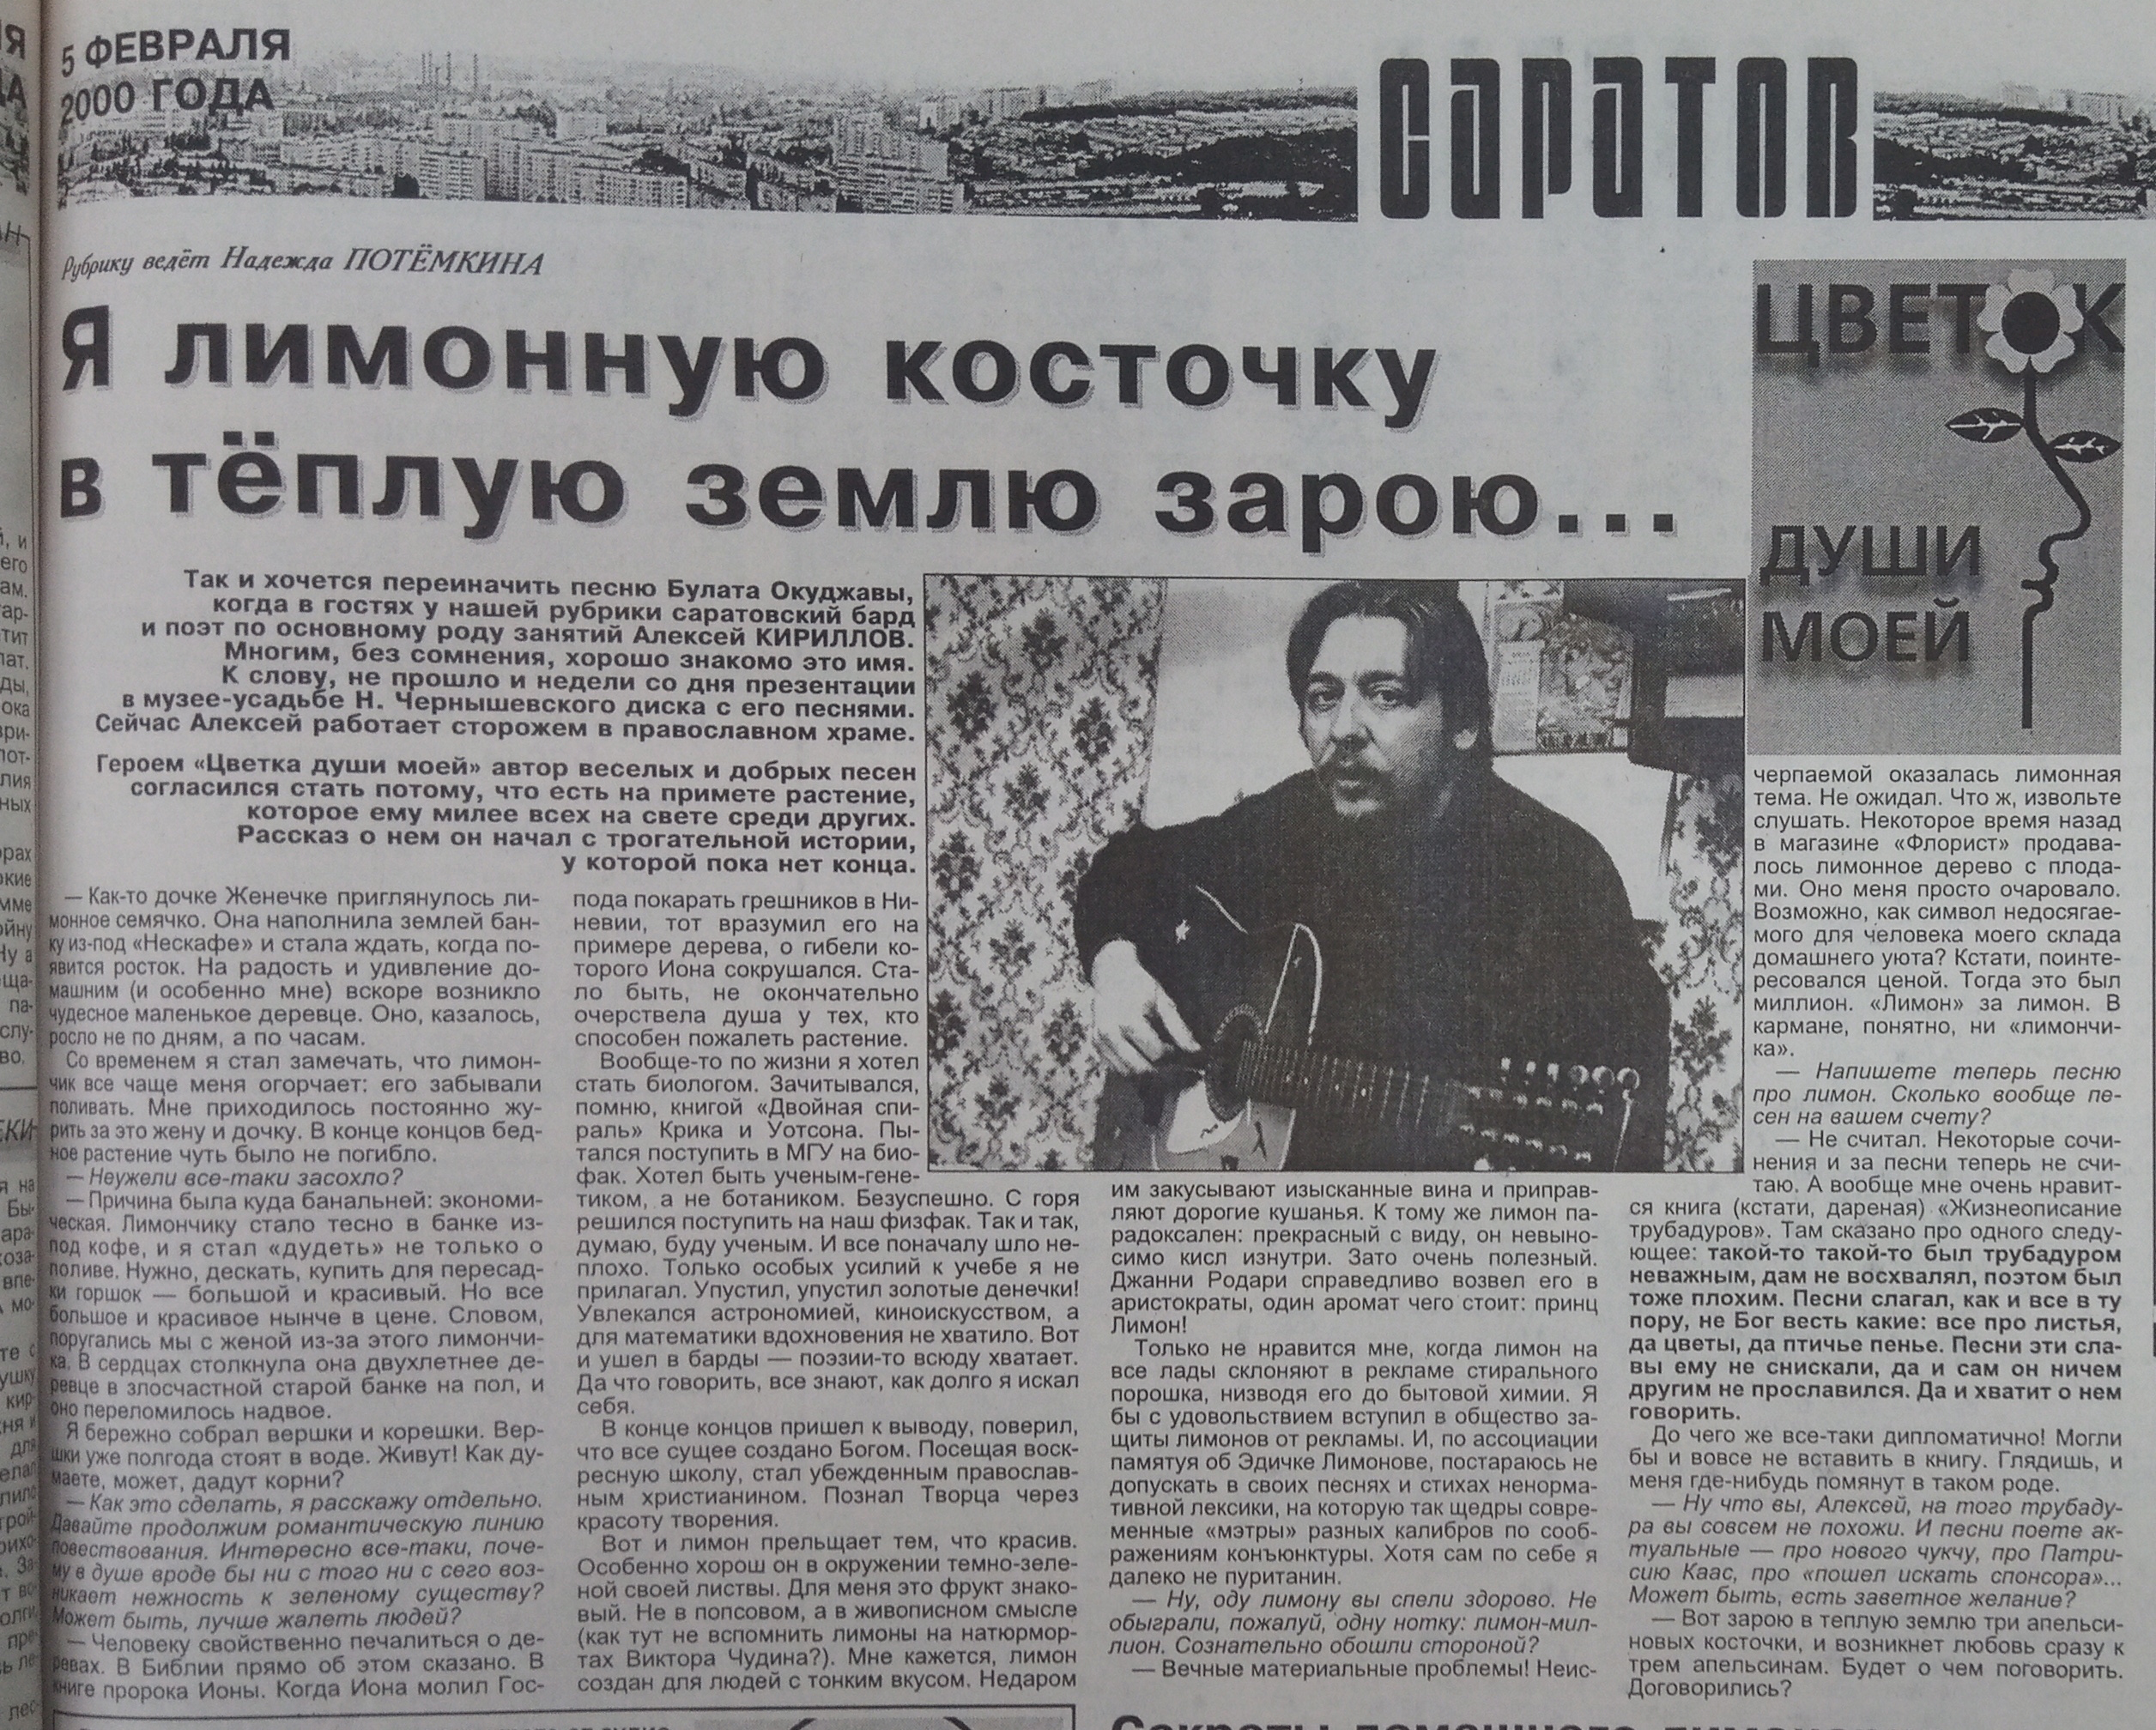 5 ФЕВРАЛЯ
2000 ГОДА
САРАТОВ
Рубрику ведёт Надежда ПОТЁМКИНА
Я лимонную косточку
в тёплую землю зарою...
ЦВЕТОК
ДУШИ
МОЕЙ
Так и хочется переиначить песню Булата Окуджавы,
когда в гостях у нашей рубрики саратовский бард
и поэт по основному роду занятий Алексей КИРИЛЛОВ.
Многим, без сомнения, хорошо знакомо это имя.
К слову, не прошло и недели со дня презентации
в музее-усадьбе Н. Чернышевского диска с его песнями.
Сейчас Алексей работает сторожем в православном храме.
Героем «Цветка души моей» автор веселых и добрых песен
согласился стать потому, что есть на примете растение,
которое ему милее всех на свете среди других.
Рассказ о нем он начал с трогательной истории,
у которой пока нет конца.
— Как-то дочке Женечке приглянулось ли-
монное семячко. Она наполнила землей бан-
ку из-под «Нескафе» и стала ждать, когда по-
явится росток. На радость и удивление до-
машним (и особенно мне) вскоре возникло
чудесное маленькое деревце. Оно, казалось,
росло не по дням, а по часам.
Со временем я стал замечать, что лимон-
чик все чаще меня огорчает: его забывали
поливать. Мне приходилось постоянно жу-
рить за это жену и дочку. В конце концов бед-
ное растение чуть было не погибло.
— Неужели все-таки засохло?
— Причина была куда банальней: экономи-
ческая. Лимончику стало тесно в банке из-
под кофе, и я стал «дудеть» не только о
поливе. Нужно, дескать, купить для пересад-
ки горшок — большой и красивый. Но все
большое и красивое нынче в цене. Словом,
поругались мы с женой из-за этого лимончи-
ка. В сердцах столкнула она двухлетнее де-
ревце в злосчастной старой банке на пол, и
оно переломилось надвое.
Я бережно собрал вершки и корешки. Вер-
шки уже полгода стоят в воде. Живут! Как ду-
маете, может, дадут корни?
— Как это сделать, я расскажу отдельно.
Давайте продолжим романтическую линию
повествования. Интересно все-таки, поче-
му в душе вроде бы ни с того ни с сего воз-
никает нежность к зеленому существу?
Может быть, лучше жалеть людей?
— Человеку свойственно печалиться о де-
ревах. В Библии прямо об этом сказано. В
книге пророка Ионы. Когда Иона молил Гос-
пода покарать грешников в Ни-
невии, тот вразумил его на
примере дерева, о гибели ко-
торого Иона сокрушался. Ста-
ло быть, не окончательно
очерствела душа у тех, кто
способен пожалеть растение.
Вообще-то по жизни я хотел
стать биологом. Зачитывался,
помню, книгой «Двойная спи-
раль» Крика и Уотсона. Пы-
тался поступить в МГУ на био-
фак. Хотел быть ученым-гене-
тиком, а не ботаником. Безуспешно. С горя
решился поступить на наш физфак. Так и так,
думаю, буду ученым. И все поначалу шло не-
плохо. Только особых усилий к учебе я не
прилагал. Упустил, упустил золотые денечки!
Увлекался астрономией, киноискусством, а
для математики вдохновения не хватило. Вот
и ушел в барды — поэзии-то всюду хватает.
Да что говорить, все знают, как долго я искал
себя.
В конце концов пришел к выводу, поверил,
что все сущее создано Богом. Посещая воск-
ресную школу, стал убежденным православ-
ным христианином. Познал Творца через
красоту творения.
Вот и лимон прельщает тем, что красив.
Особенно хорош он в окружении темно-зеле-
ной своей листвы. Для меня это фрукт знако-
вый. Не в попсовом, а в живописном смысле
(как тут не вспомнить лимоны на натюрмор-
тах Виктора Чудина?). Мне кажется, лимон
создан для людей с тонким вкусом. Недаром
им закусывают изысканные вина и приправ-
ляют дорогие кушанья. К тому же лимон па-
радоксален: прекрасный с виду, он невыно-
симо кисл изнутри. Зато очень полезный.
Джанни Родари справедливо возвел его в
аристократы, один аромат чего стоит: принц
Лимон!
Только не нравится мне, когда лимон на
все лады склоняют в рекламе стирального
порошка, низводя его до бытовой химии. Я
бы с удовольствием вступил в общество за-
щиты лимонов от рекламы. И, по ассоциации
памятуя об Эдичке Лимонове, постараюсь не
допускать в своих песнях и стихах ненорма-
тивной лексики, на которую так щедры совре-
менные «мэтры» разных калибров по сооб-
ражениям конъюнктуры. Хотя сам по себе я
далеко не пуританин.
— Ну, оду лимону вы спели здорово. Не
обыграли, пожалуй, одну нотку: лимон-мил-
лион. Сознательно обошли стороной?
— Вечные материальные проблемы! Неис-
черпаемой оказалась лимонная
тема. Не ожидал. Что ж, извольте
слушать. Некоторое время назад
в магазине «Флорист» продава-
лось лимонное дерево с плода-
ми. Оно меня просто очаровало.
Возможно, как символ недосягае-
мого для человека моего склада
домашнего уюта? Кстати, поинте-
ресовался ценой. Тогда это был
миллион. «Лимон» за лимон. В
кармане, понятно, ни «лимончи-
ка».
— Напишете теперь песню
про лимон. Сколько вообще пе-
сен на вашем счету?
— Не считал. Некоторые сочи-
нения и за песни теперь не счи-
таю. А вообще мне очень нравит-
ся книга (кстати, дареная) «Жизнеописание
трубадуров». Там сказано про одного следу-
ющее: такой-то такой-то был трубадуром
неважным, дам не восхвалял, поэтом был
тоже плохим. Песни слагал, как и все в ту
пору, не Бог весть какие: все про листья,
да цветы, да птичье пенье. Песни эти сла-
вы ему не снискали, да и сам он ничем
другим не прославился. Да и хватит о нем
говорить.
До чего же все-таки дипломатично! Могли
бы и вовсе не вставить в книгу. Глядишь, и
меня где-нибудь помянут в таком роде.
— Ну что вы, Алексей, на того трубаду-
ра вы совсем не похожи. И песни поете ак-
туальные — про нового чукчу, про Патри-
сию Каас, про «пошел искать спонсора»...
Может быть, есть заветное желание?
— Вот зарою в теплую землю три апельси-
новых косточки, и возникнет любовь сразу к
трем апельсинам. Будет о чем поговорить.
Договорились?